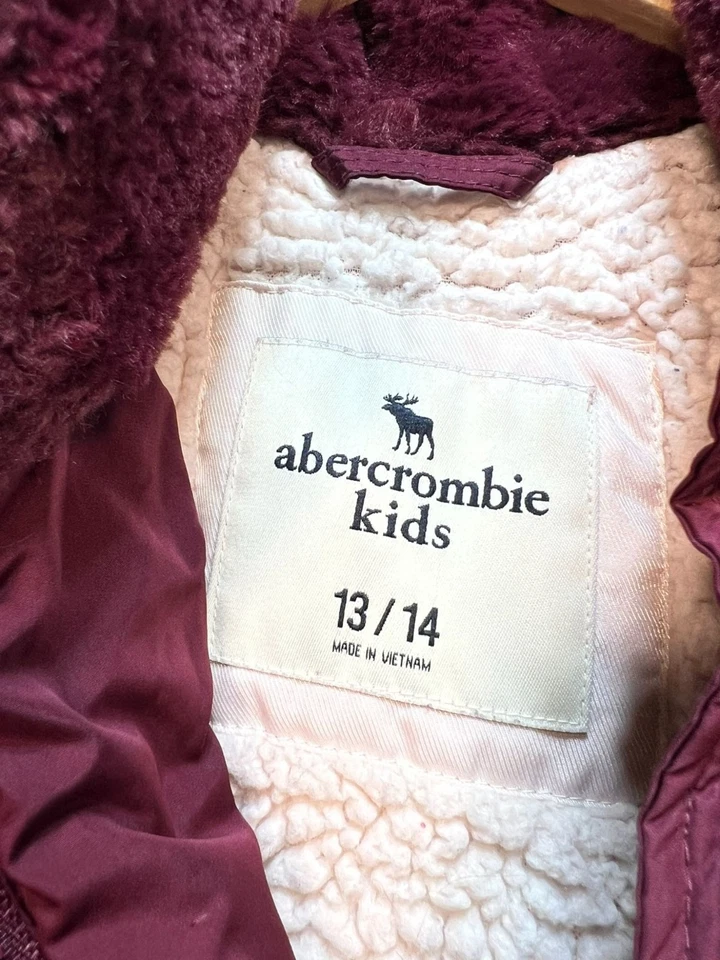 abercrombie
kids
13/14
MADE IN VIETNAM